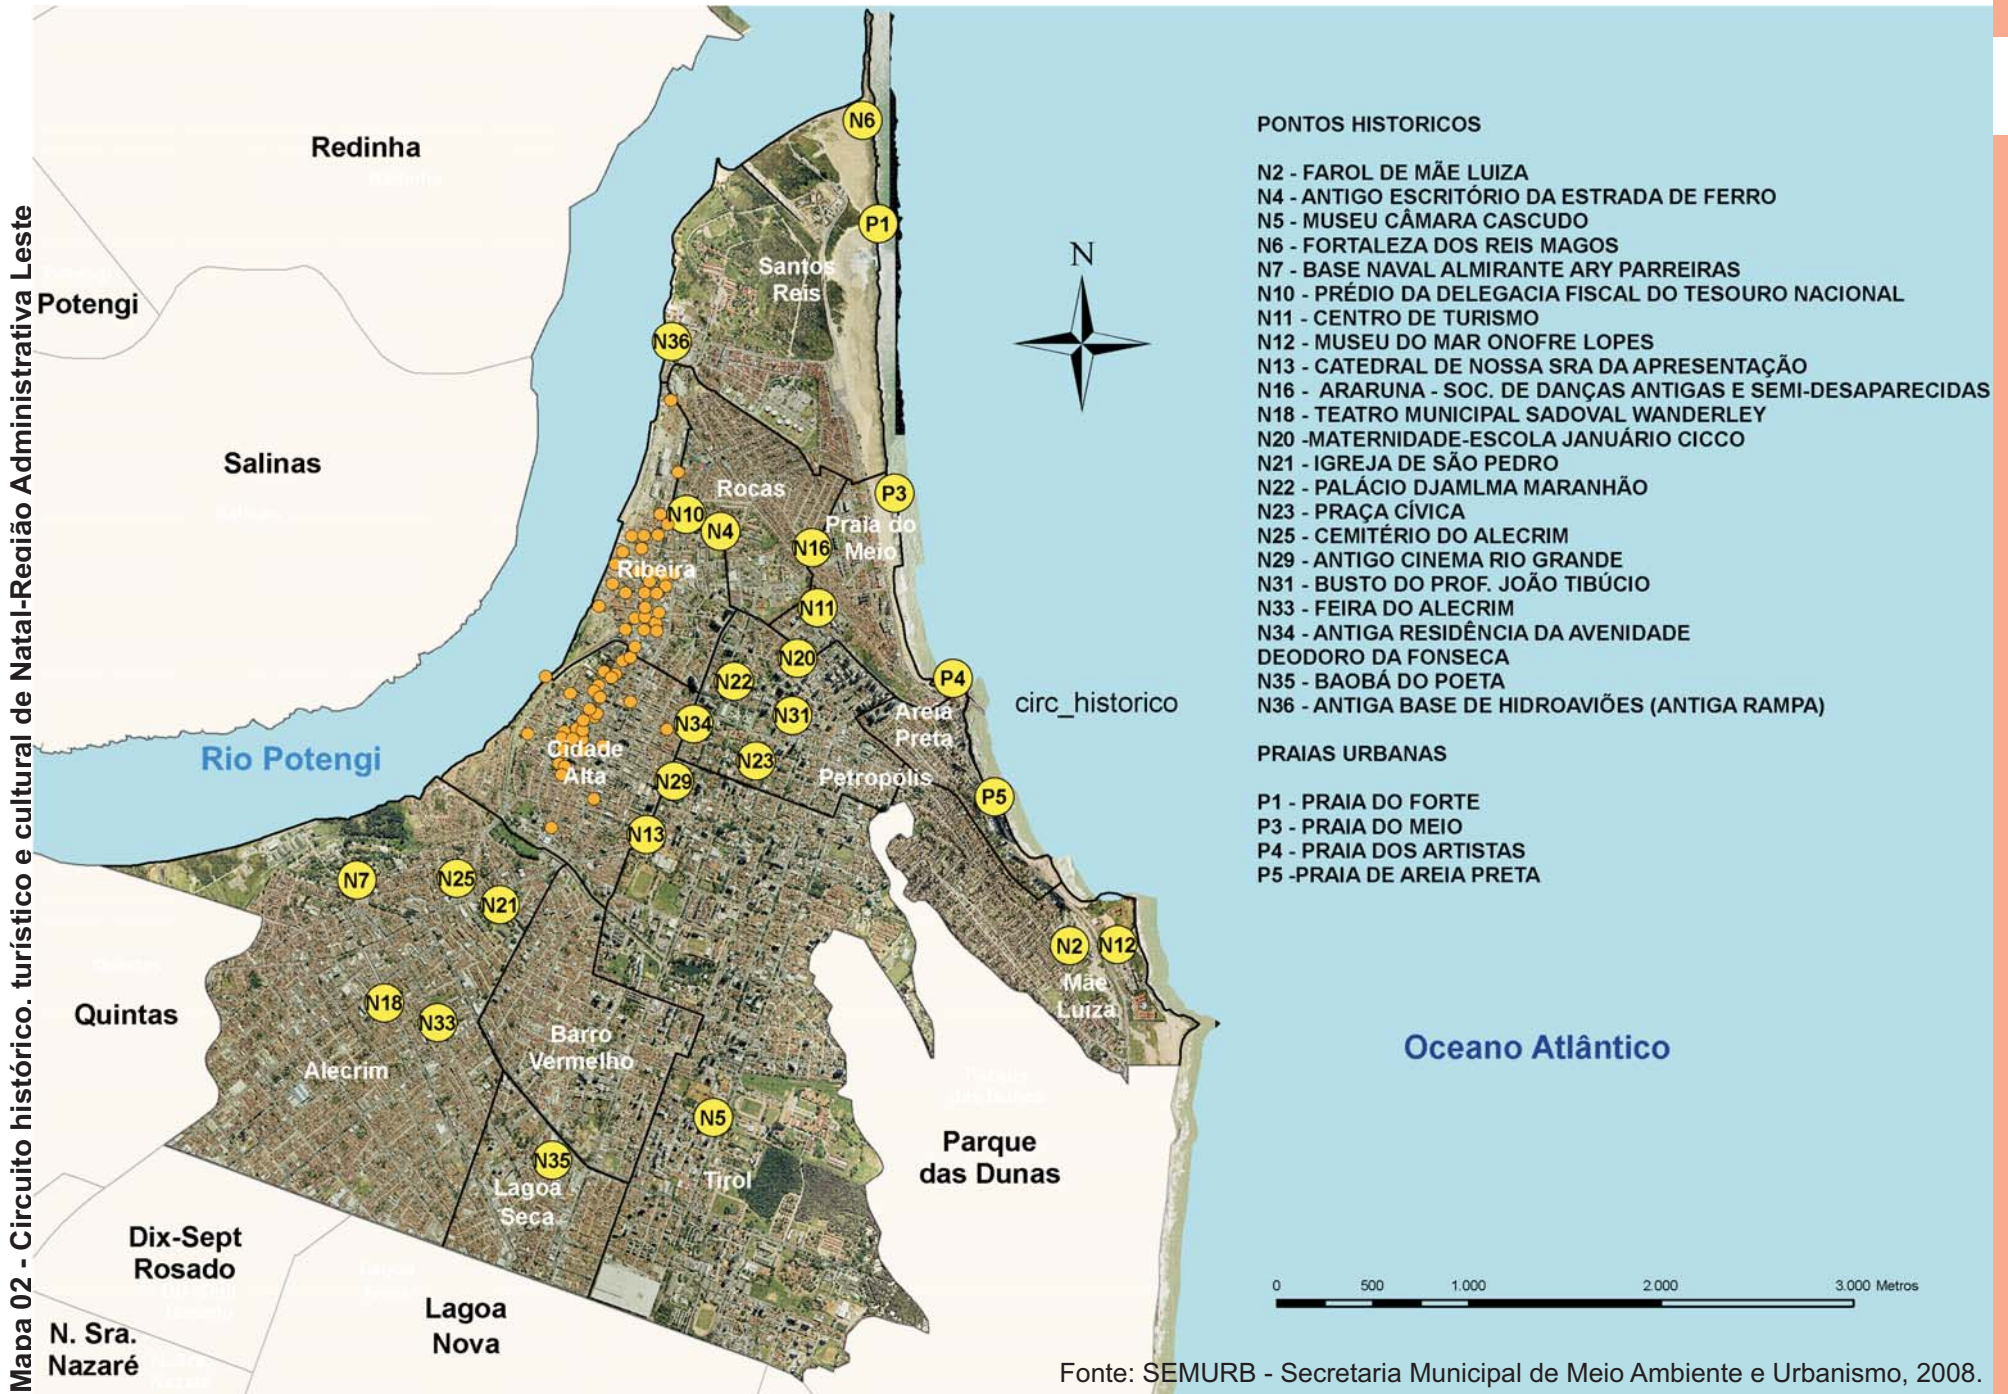 Mapa 02 - Circuito histórico. turístico e cultural de Natal-Região Administrativa Leste
Redinha
Potengi
Salinas
Rio Potengi
Quintas
Dix-Sept
Rosado
N. Sra.
Nazaré
Lagoa
Nova
Parque
das Dunas
Oceano Atlântico
Santos
Reis
Rocas
Praia do
Meio
Ribeira
Cidade
Alta
Areia
Preta
Petropólis
Mãe
Luiza
Barro
Vermelho
Alecrim
Lagoa
Seca
Tirol
N6
P1
N36
P3
N10
N4
N16
N11
N20
N22
P4
N31
N34
N23
N29
P5
N13
N7
N25
N21
N2
N12
N18
N33
N5
N35
N
circ_historico
PONTOS HISTORICOS
N2 - FAROL DE MÃE LUIZA
N4 - ANTIGO ESCRITÓRIO DA ESTRADA DE FERRO
N5 - MUSEU CÂMARA CASCUDO
N6 - FORTALEZA DOS REIS MAGOS
N7 - BASE NAVAL ALMIRANTE ARY PARREIRAS
N10 - PRÉDIO DA DELEGACIA FISCAL DO TESOURO NACIONAL
N11 - CENTRO DE TURISMO
N12 - MUSEU DO MAR ONOFRE LOPES
N13 - CATEDRAL DE NOSSA SRA DA APRESENTAÇÃO
N16 - ARARUNA - SOC. DE DANÇAS ANTIGAS E SEMI-DESAPARECIDAS
N18 - TEATRO MUNICIPAL SADOVAL WANDERLEY
N20 -MATERNIDADE-ESCOLA JANUÁRIO CICCO
N21 - IGREJA DE SÃO PEDRO
N22 - PALÁCIO DJAMLMA MARANHÃO
N23 - PRAÇA CÍVICA
N25 - CEMITÉRIO DO ALECRIM
N29 - ANTIGO CINEMA RIO GRANDE
N31 - BUSTO DO PROF. JOÃO TIBÚCIO
N33 - FEIRA DO ALECRIM
N34 - ANTIGA RESIDÊNCIA DA AVENIDADE
DEODORO DA FONSECA
N35 - BAOBÁ DO POETA
N36 - ANTIGA BASE DE HIDROAVIÕES (ANTIGA RAMPA)
PRAIAS URBANAS
P1 - PRAIA DO FORTE
P3 - PRAIA DO MEIO
P4 - PRAIA DOS ARTISTAS
P5 -PRAIA DE AREIA PRETA
0 500 1.000 2.000 3.000 Metros
Fonte: SEMURB - Secretaria Municipal de Meio Ambiente e Urbanismo, 2008.